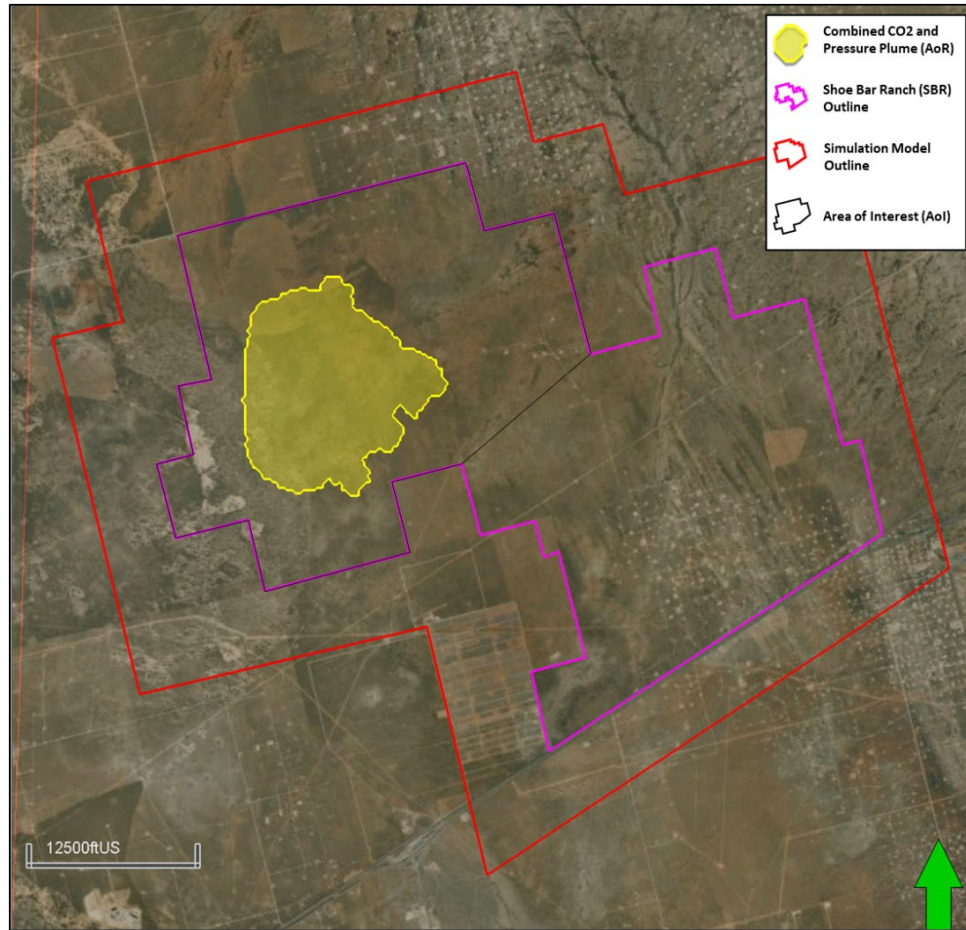 Combined CO2 and
Pressure Plume (AoR)
Shoe Bar Ranch (SBR)
Outline
Simulation Model
Outline
Area of Interest (AoI)
12500ftUS